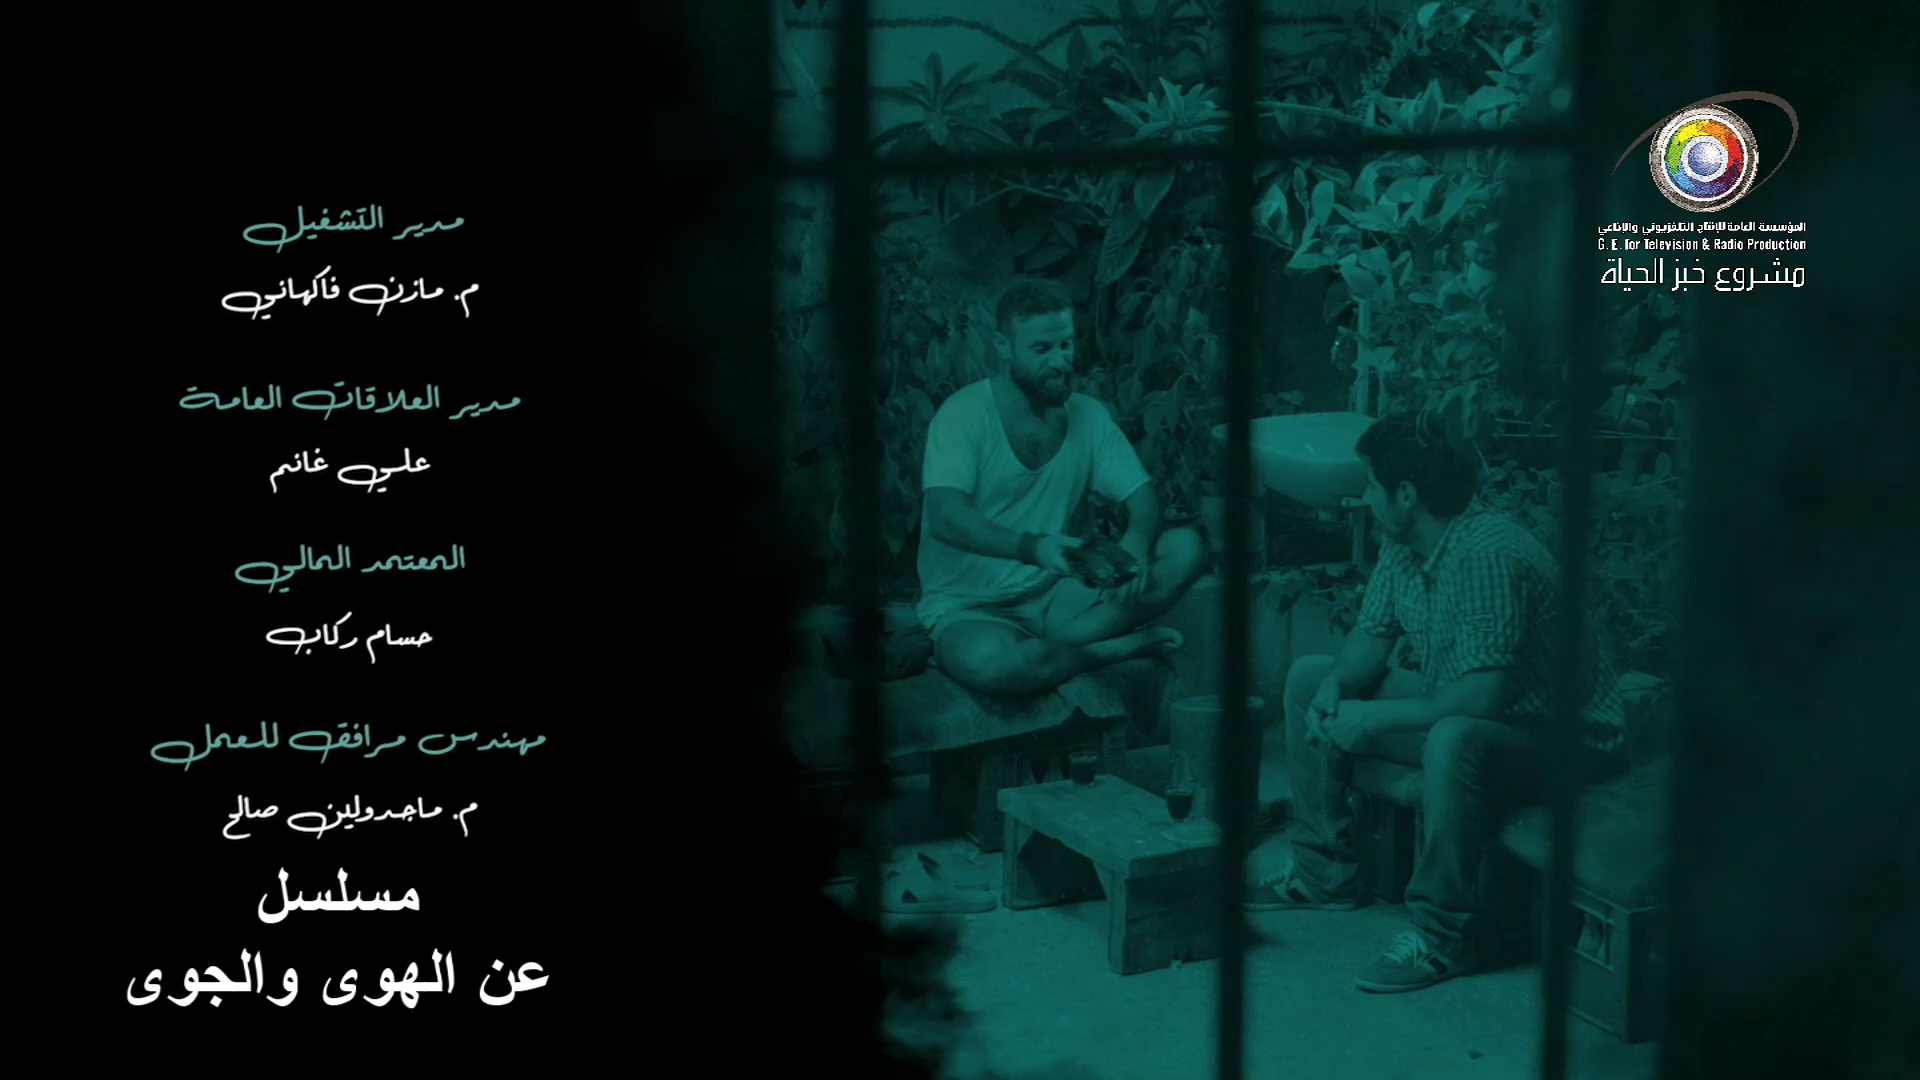 مدير التشغيل
م. مازن فاكهاني
مدير العلاقات العامة
علي غانم
المعتمد المالي
حسام ركاب
مهندس مرافق للعمل
م. ماجدولين صالح
مسلسل
عن الهوى والجوى
المؤسسة العامة للإنتاج التلفزيوني والإذاعي
G. E. for Television & Radio Production
مشروع خبز الحياة